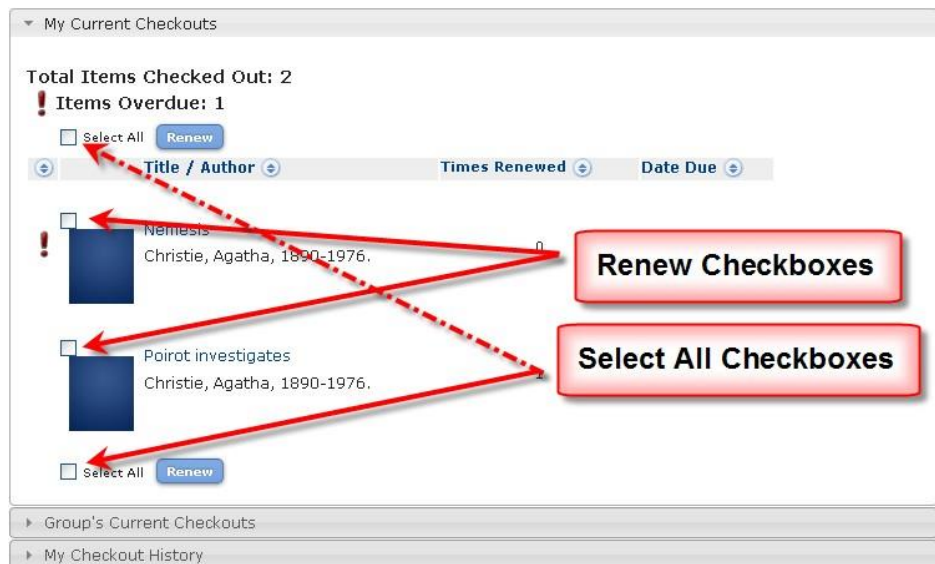 My Current Checkouts
Total Items Checked Out: 2
! Items Overdue: 1
Select All Renew
Title / Author Times Renewed Date Due
Nemesis
! Christie, Agatha, 1890-1976. 0
Renew Checkboxes
Poirot investigates
Christie, Agatha, 1890-1976. 1
Select All Checkboxes
Select All Renew
Group's Current Checkouts
My Checkout History